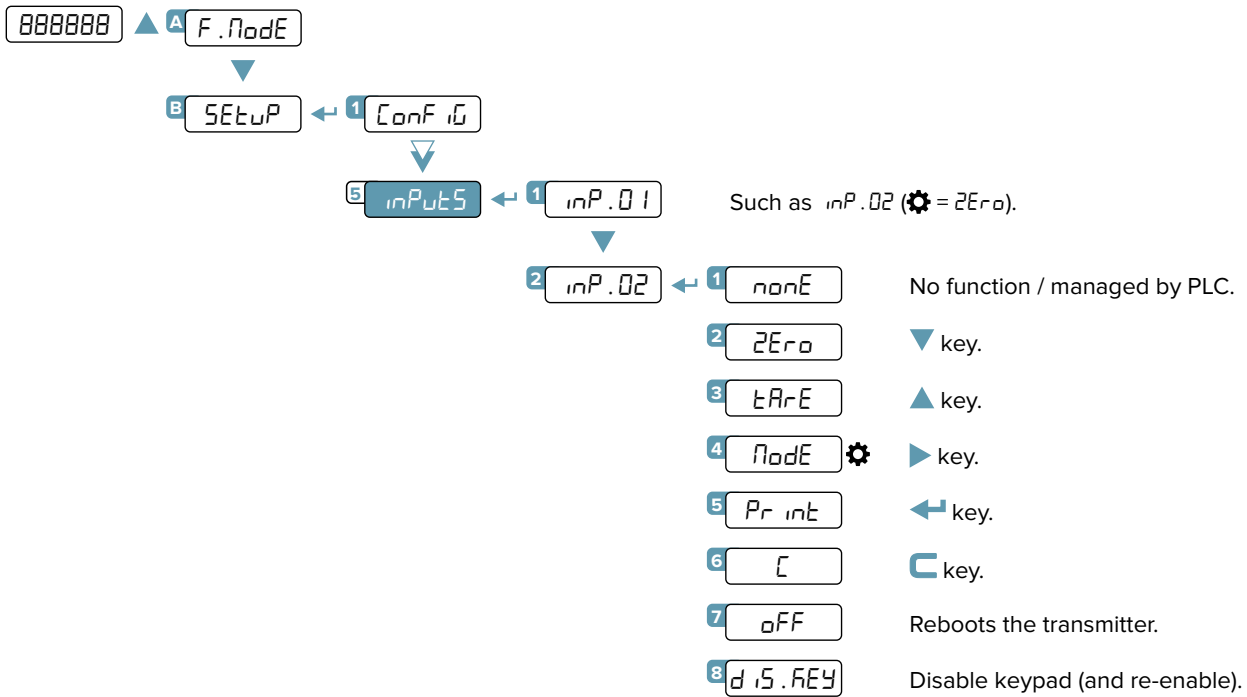 888888 A F.ModE
B SEtuP 1 ConFiG
5 inPutS 1 inP.01 Such as inP.02 ( = ZEro).
2 inP.02 1 nonE No function / managed by PLC.
2 ZEro key.
3 tArE key.
4 ModE key.
5 Print key.
6 C C key.
7 oFF Reboots the transmitter.
8 diS.KEY Disable keypad (and re-enable).